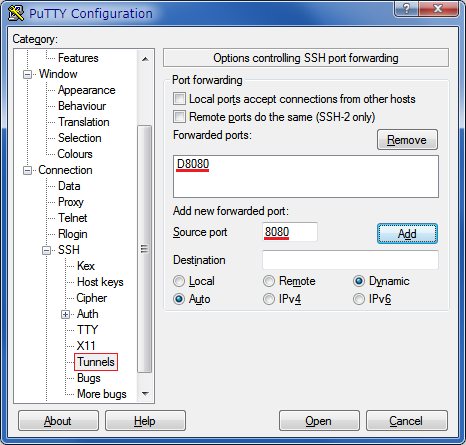 PuTTY Configuration
Category:
Features
Window
Appearance
Behaviour
Translation
Selection
Colours
Connection
Data
Proxy
Telnet
Rlogin
SSH
Kex
Host keys
Cipher
Auth
TTY
X11
Tunnels
Bugs
More bugs
Options controlling SSH port forwarding
Port forwarding
Local ports accept connections from other hosts
Remote ports do the same (SSH-2 only)
Forwarded ports:
Remove
D8080
Add new forwarded port:
Source port 8080 Add
Destination
Local Remote Dynamic
Auto IPv4 IPv6
About Help Open Cancel